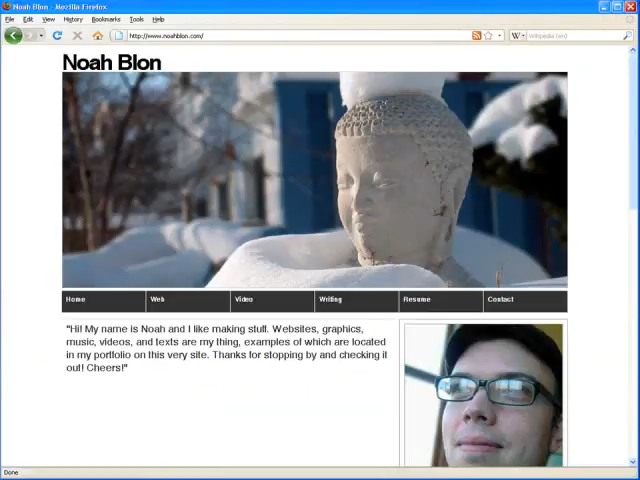 Noah Blon - Mozilla Firefox
File Edit View History Bookmarks Tools Help
http://www.noahblon.com/
W Wikipedia (en)
Noah Blon
Home Web Video Writing Resume Contact
"Hi! My name is Noah and I like making stuff. Websites, graphics,
music, videos, and texts are my thing, examples of which are located
in my portfolio on this very site. Thanks for stopping by and checking it
out! Cheers!"
Done